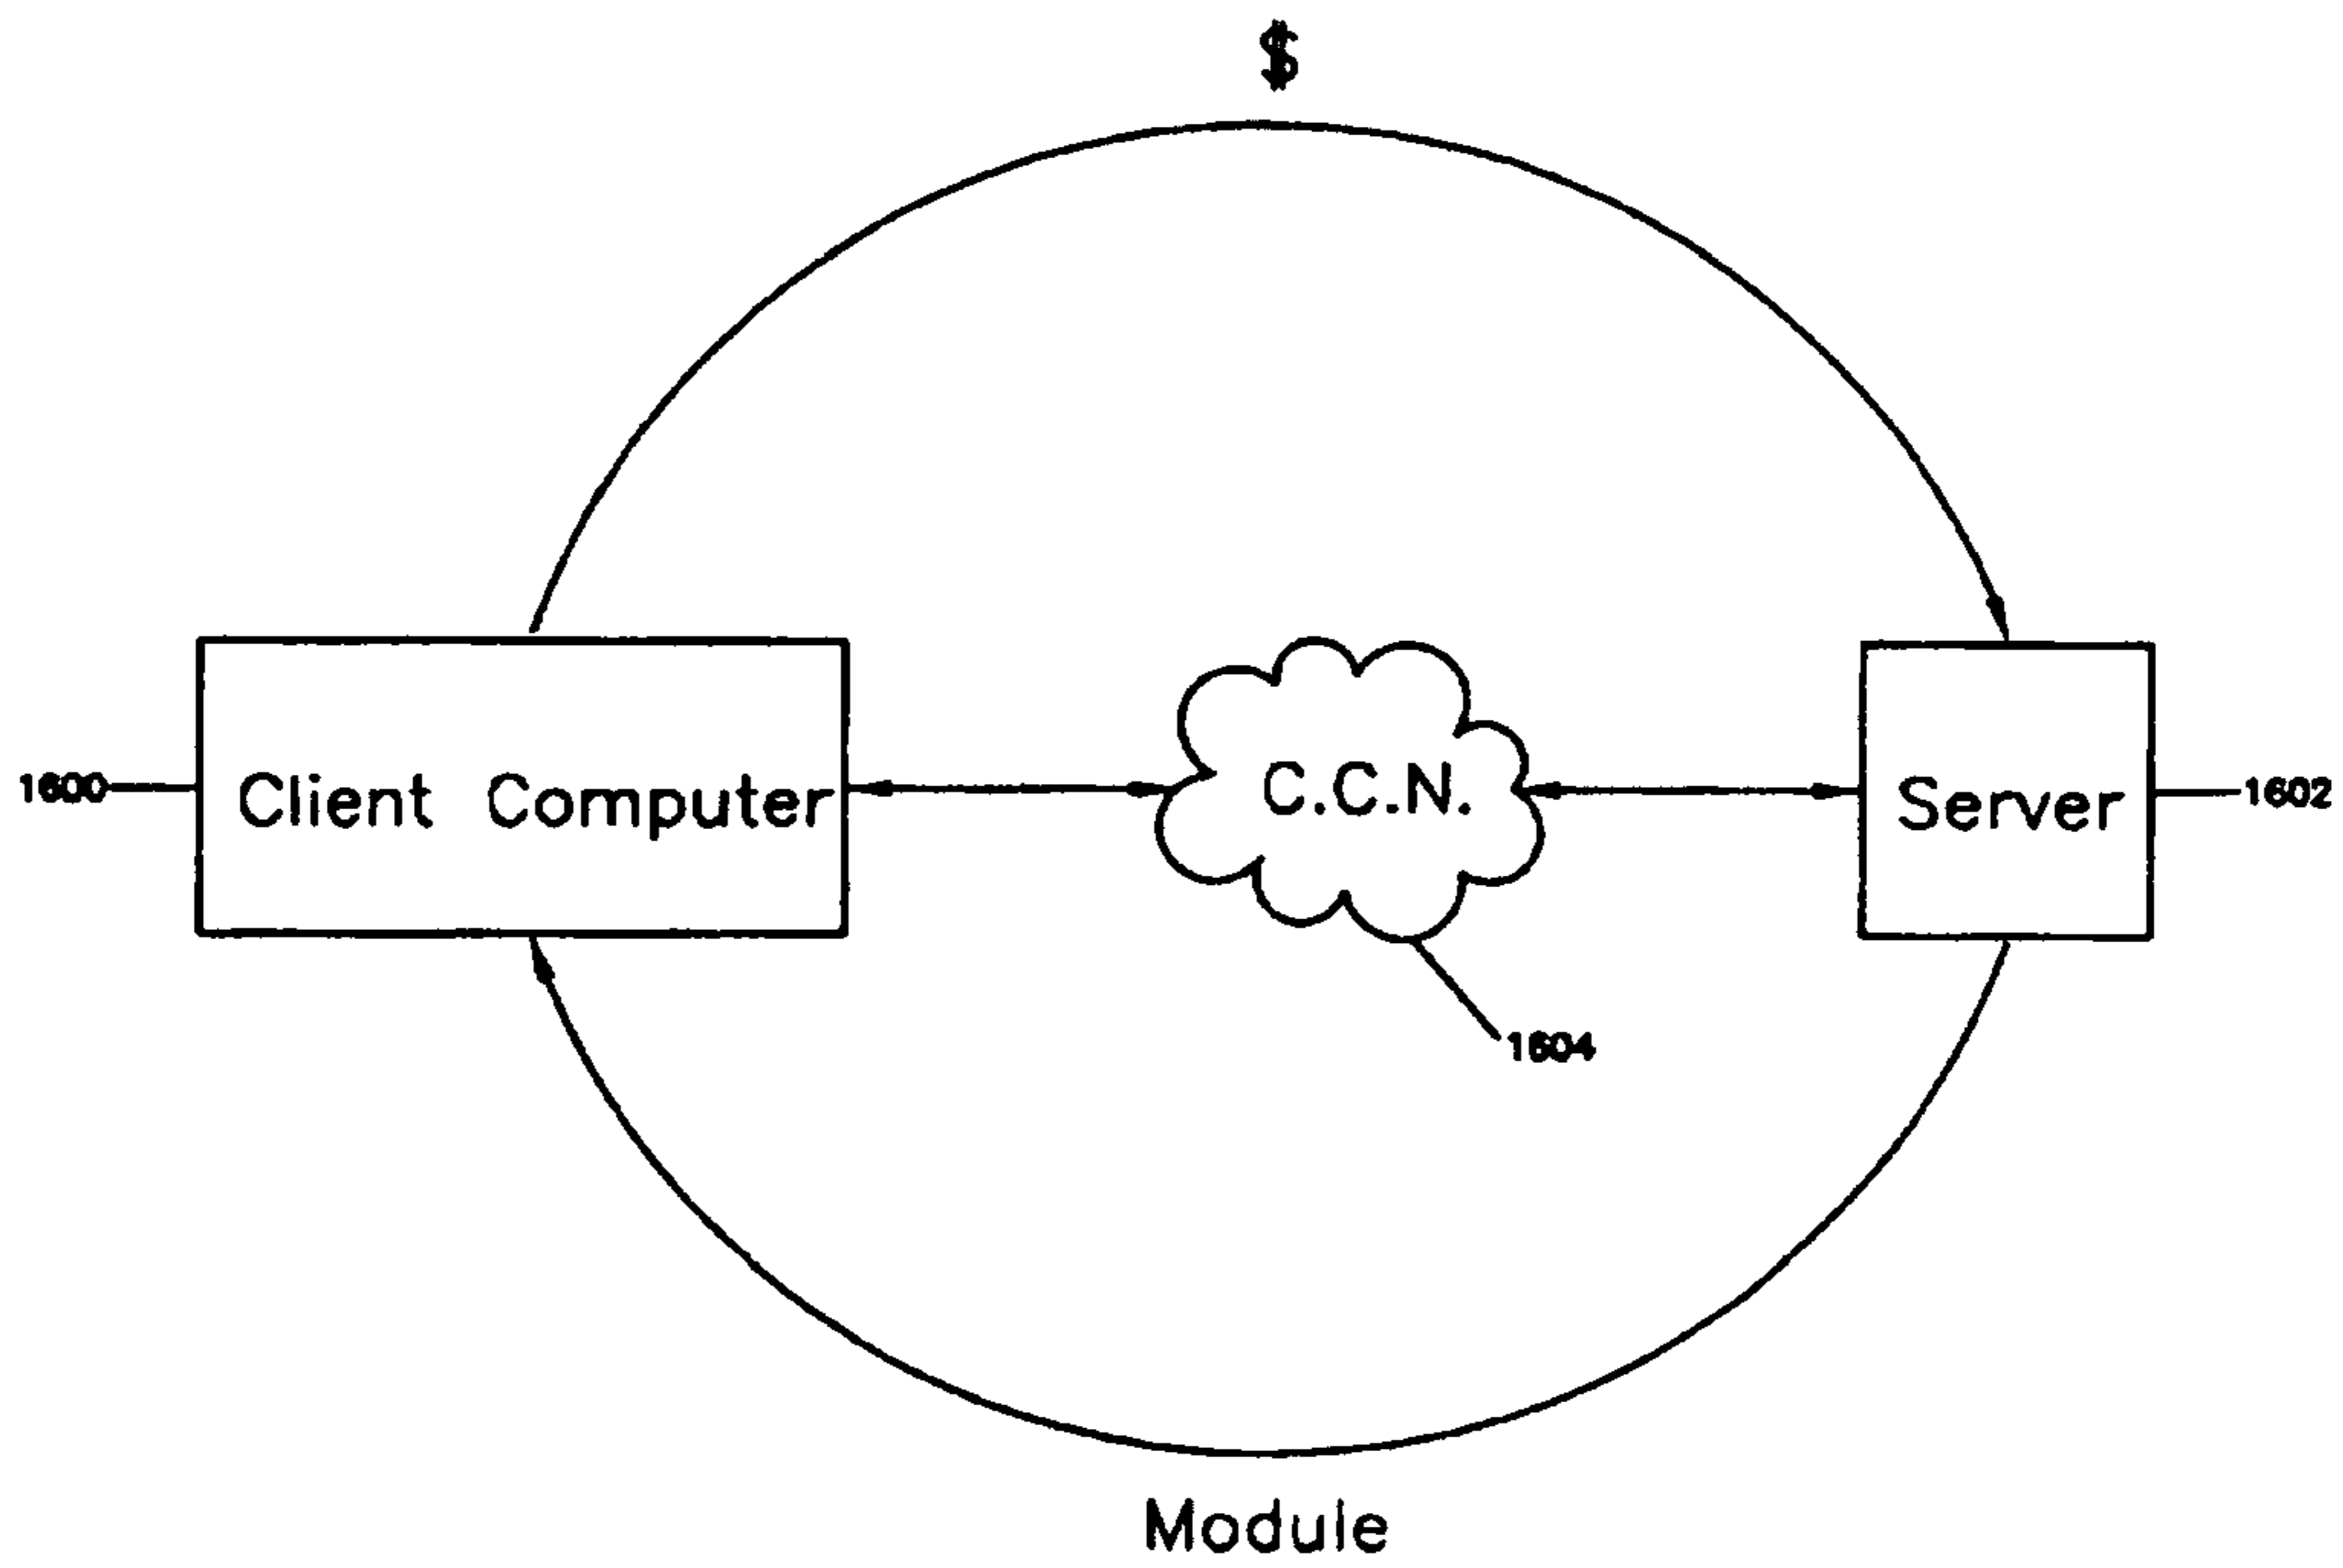 $
1600
Client Computer
C.C.N.
Server
1602
1604
Module